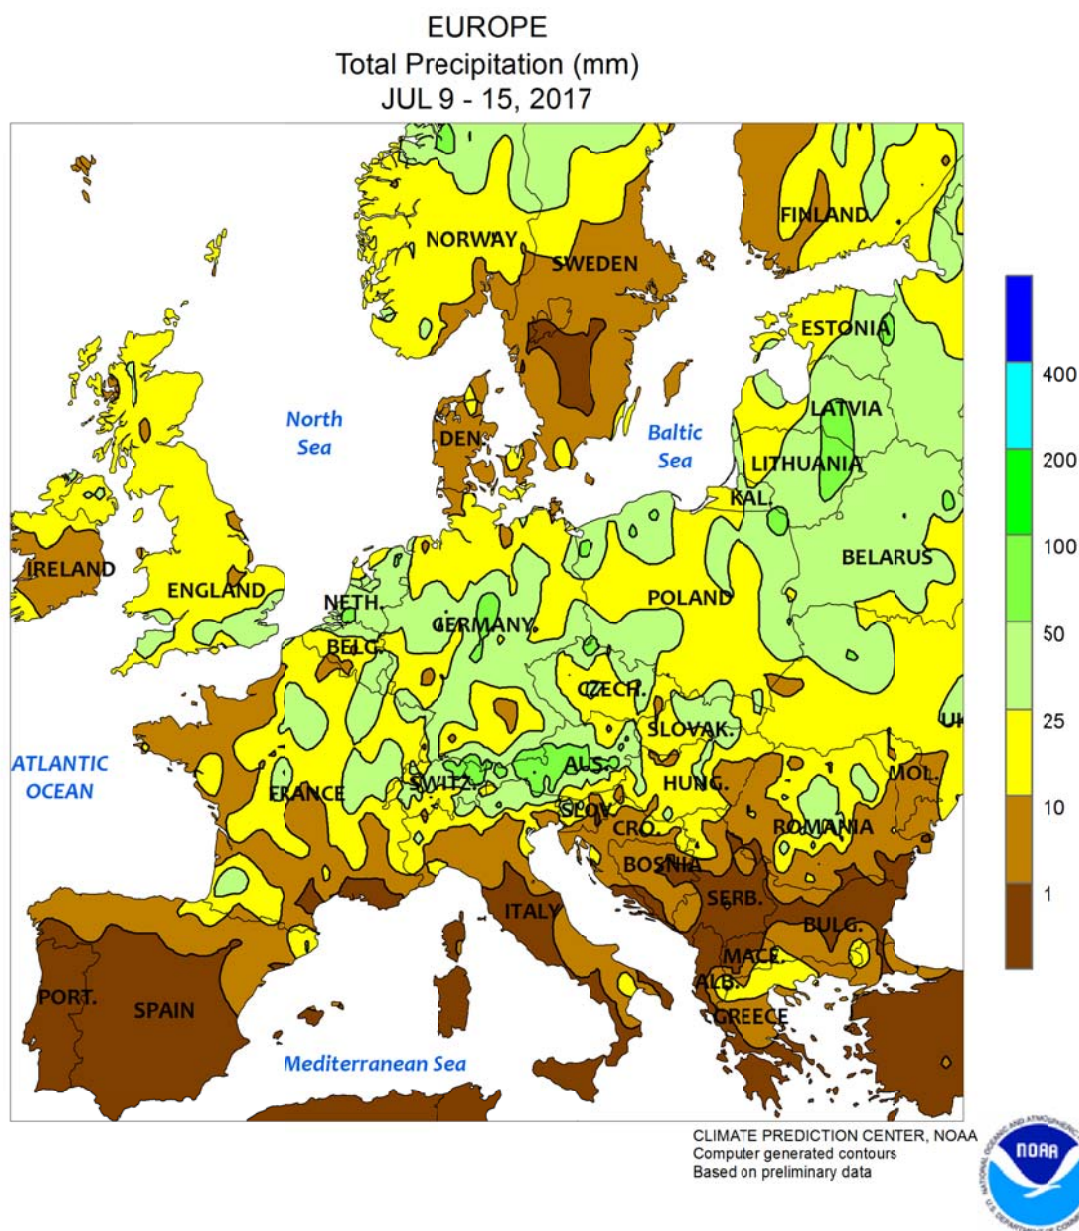 EUROPE
Total Precipitation (mm)
JUL 9 - 15, 2017
NORWAY
FINLAND
SWEDEN
ESTONIA
North
Sea
DEN.
Baltic
Sea
LATVIA
LITHUANIA
KAL.
IRELAND
ENGLAND
NETH.
GERMANY.
POLAND
BELARUS
BELG.
CZECH.
SLOVAK.
UK
ATLANTIC
OCEAN
FRANCE
SWITZ.
AUS.
HUNG.
MOL.
SLOV.
CRO.
ROMANIA
BOSNIA
SERB.
ITALY
BULG.
MACE.
ALB.
PORT.
SPAIN
GREECE
Mediterranean Sea
400
200
100
50
25
10
1
CLIMATE PREDICTION CENTER, NOAA
Computer generated contours
Based on preliminary data
NOAA